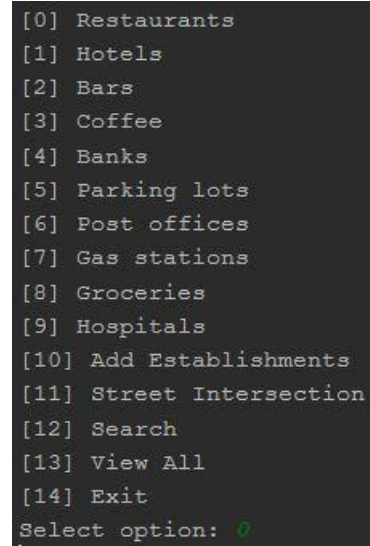 [0] Restaurants
[1] Hotels
[2] Bars
[3] Coffee
[4] Banks
[5] Parking lots
[6] Post offices
[7] Gas stations
[8] Groceries
[9] Hospitals
[10] Add Establishments
[11] Street Intersection
[12] Search
[13] View All
[14] Exit
Select option: 0